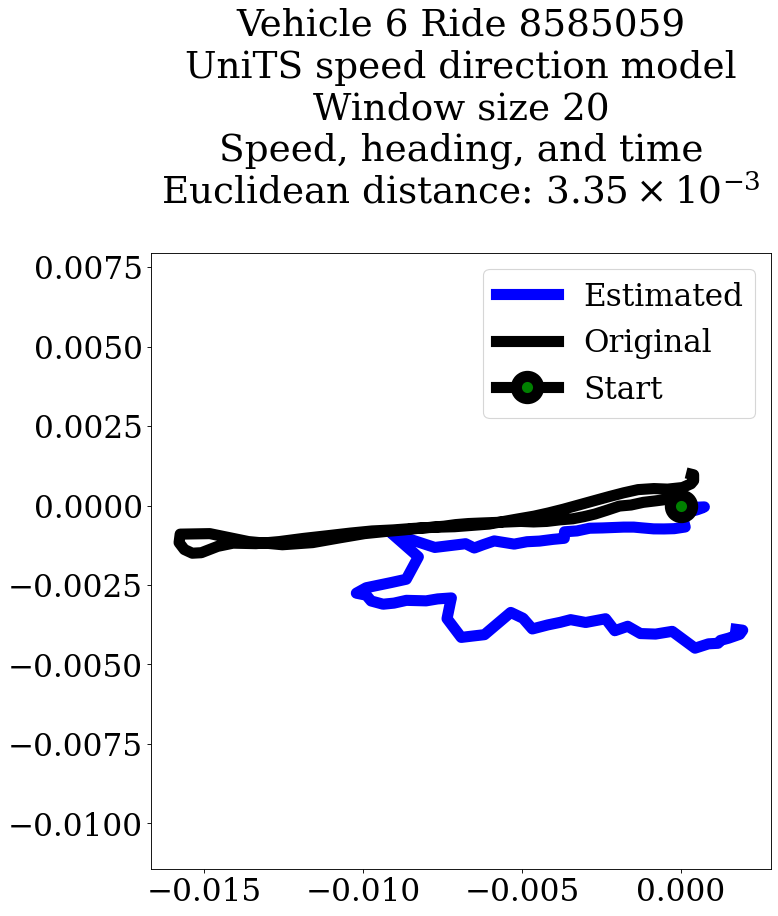 Vehicle 6 Ride 8585059
UniTS speed direction model
Window size 20
Speed, heading, and time
Euclidean distance: 3.35 × 10⁻³
0.0075
0.0050
0.0025
0.0000
−0.0025
−0.0050
−0.0075
−0.0100
Estimated
Original
Start
−0.015
−0.010
−0.005
0.000